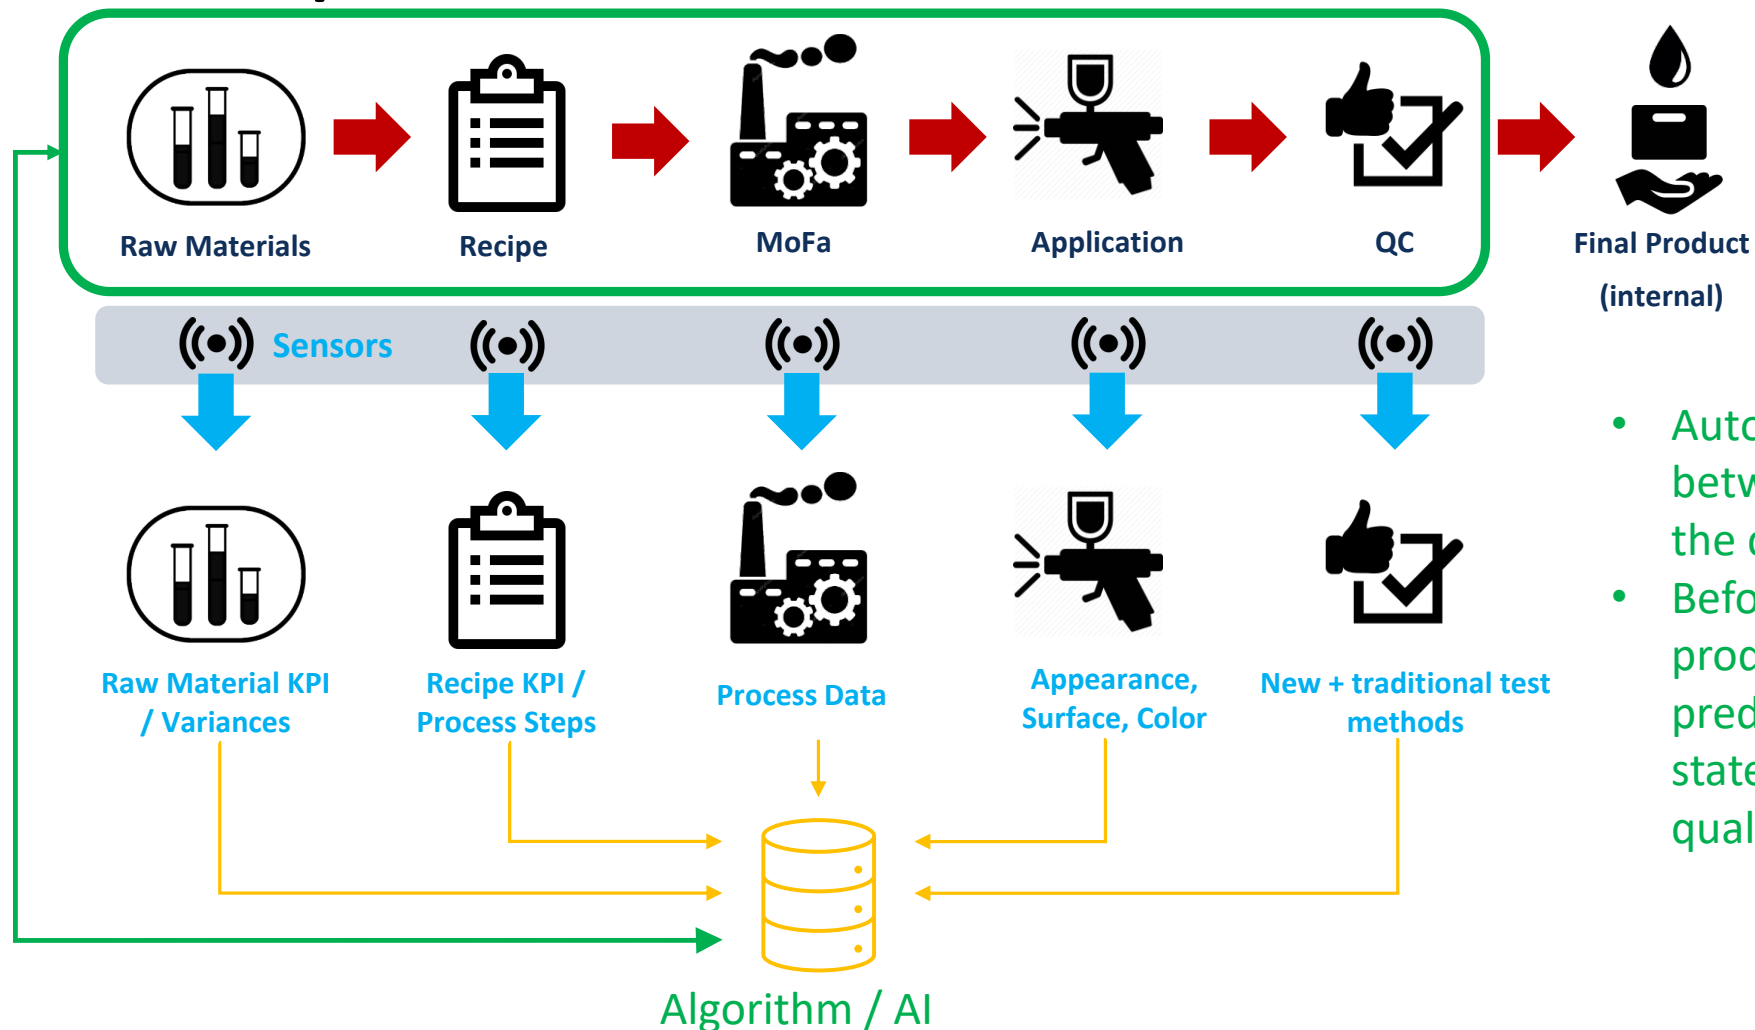 Raw Materials
Recipe
MoFa
Application
QC
Final Product
(internal)
Sensors
Raw Material KPI
/ Variances
Recipe KPI /
Process Steps
Process Data
Appearance,
Surface, Color
New + traditional test
methods
Algorithm / AI
•
•
the